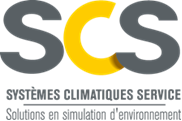 SCS
SYSTÈMES CLIMATIQUES SERVICE
Solutions en simulation d'environnement